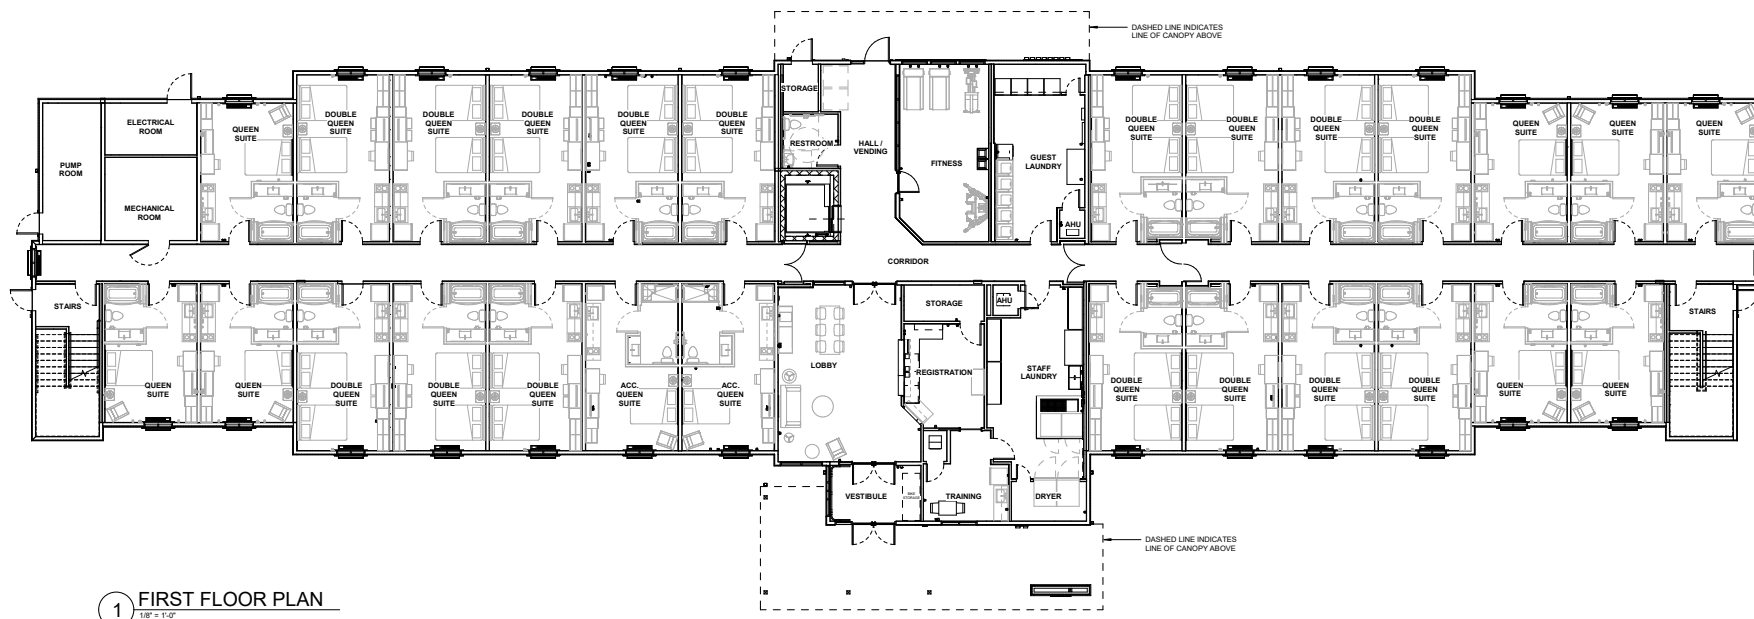 DASHED LINE INDICATES
LINE OF CANOPY ABOVE
STORAGE
ELECTRICAL
ROOM
QUEEN
SUITE
DOUBLE
QUEEN
SUITE
DOUBLE
QUEEN
SUITE
DOUBLE
QUEEN
SUITE
DOUBLE
QUEEN
SUITE
DOUBLE
QUEEN
SUITE
RESTROOM
HALL /
VENDING
FITNESS
GUEST
LAUNDRY
DOUBLE
QUEEN
SUITE
DOUBLE
QUEEN
SUITE
DOUBLE
QUEEN
SUITE
DOUBLE
QUEEN
SUITE
QUEEN
SUITE
QUEEN
SUITE
QUEEN
SUITE
PUMP
ROOM
MECHANICAL
ROOM
AHU
CORRIDOR
STAIRS
STORAGE
AHU
STAIRS
LOBBY
REGISTRATION
STAFF
LAUNDRY
QUEEN
SUITE
QUEEN
SUITE
DOUBLE
QUEEN
SUITE
DOUBLE
QUEEN
SUITE
DOUBLE
QUEEN
SUITE
ACC.
QUEEN
SUITE
ACC.
QUEEN
SUITE
DOUBLE
QUEEN
SUITE
DOUBLE
QUEEN
SUITE
DOUBLE
QUEEN
SUITE
DOUBLE
QUEEN
SUITE
QUEEN
SUITE
QUEEN
SUITE
VESTIBULE
STORAGE
TRAINING
DRYER
DASHED LINE INDICATES
LINE OF CANOPY ABOVE
1 FIRST FLOOR PLAN
1/8" = 1'-0"